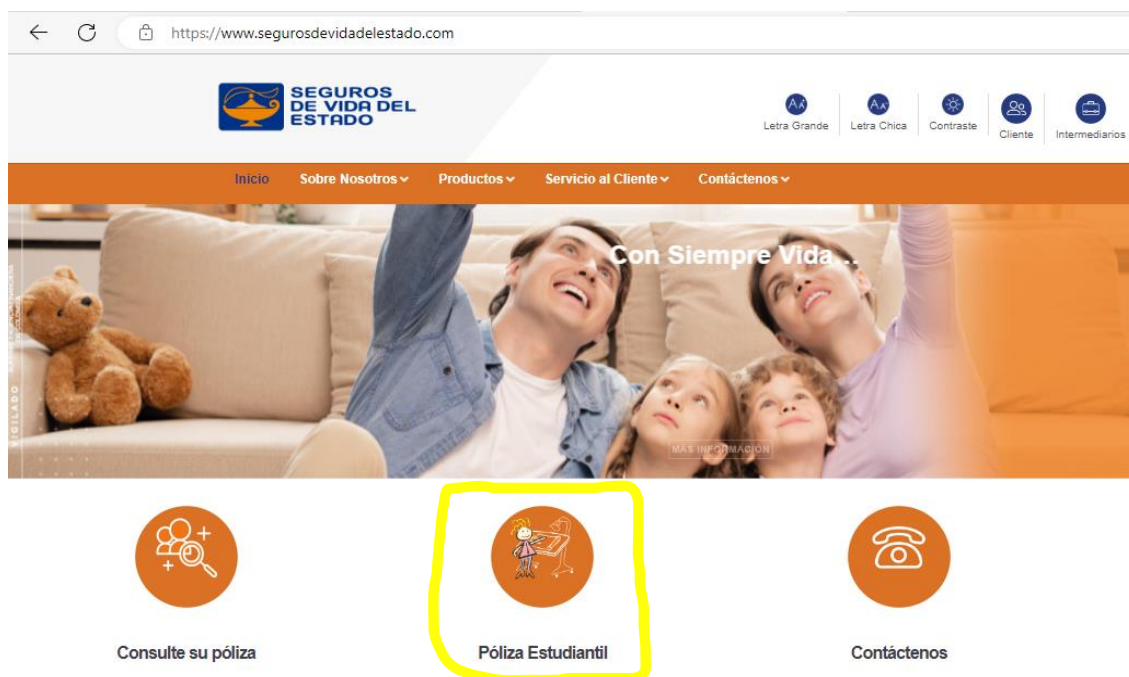 https://www.segurosdevidadelestado.com
SEGUROS
DE VIDA DEL
ESTADO
Letra Grande
Letra Chica
Contraste
Cliente
Intermediarios
Inicio
Sobre Nosotros
Productos
Servicio al Cliente
Contáctenos
Con Siempre Vida...
VIGILADO
MÁS INFORMACIÓN
Consulte su póliza
Póliza Estudiantil
Contáctenos